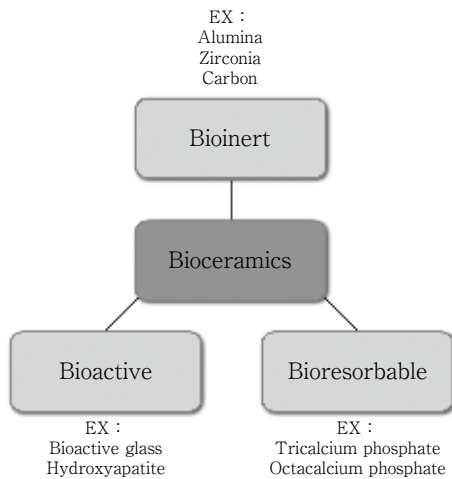 EX :
Alumina
Zirconia
Carbon
Bioinert
Bioceramics
Bioactive
EX :
Bioactive glass
Hydroxyapatite
Bioresorbable
EX :
Tricalcium phosphate
Octacalcium phosphate